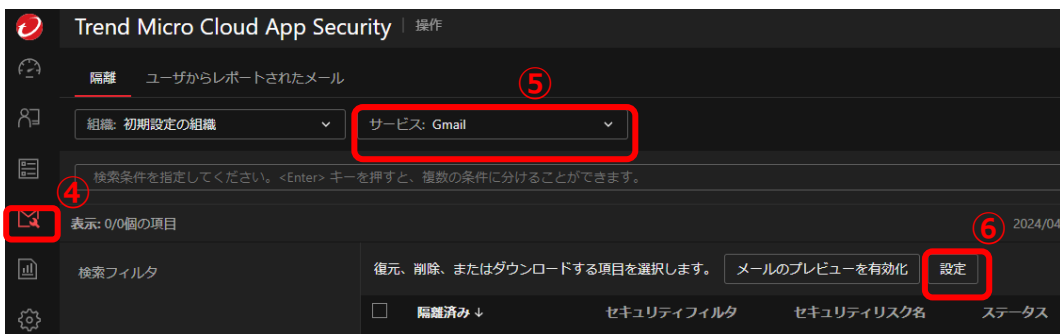 Trend Micro Cloud App Security | 操作
隔離 ユーザからレポートされたメール
⑤
組織: 初期設定の組織 サービス: Gmail
検索条件を指定してください。<Enter> キーを押すと、複数の条件に分けることができます。
④
表示: 0/0個の項目 ⑥ 2024/04
検索フィルタ 復元、削除、またはダウンロードする項目を選択します。 メールのプレビューを有効化 設定
隔離済み ↓ セキュリティフィルタ セキュリティリスク名 ステータス